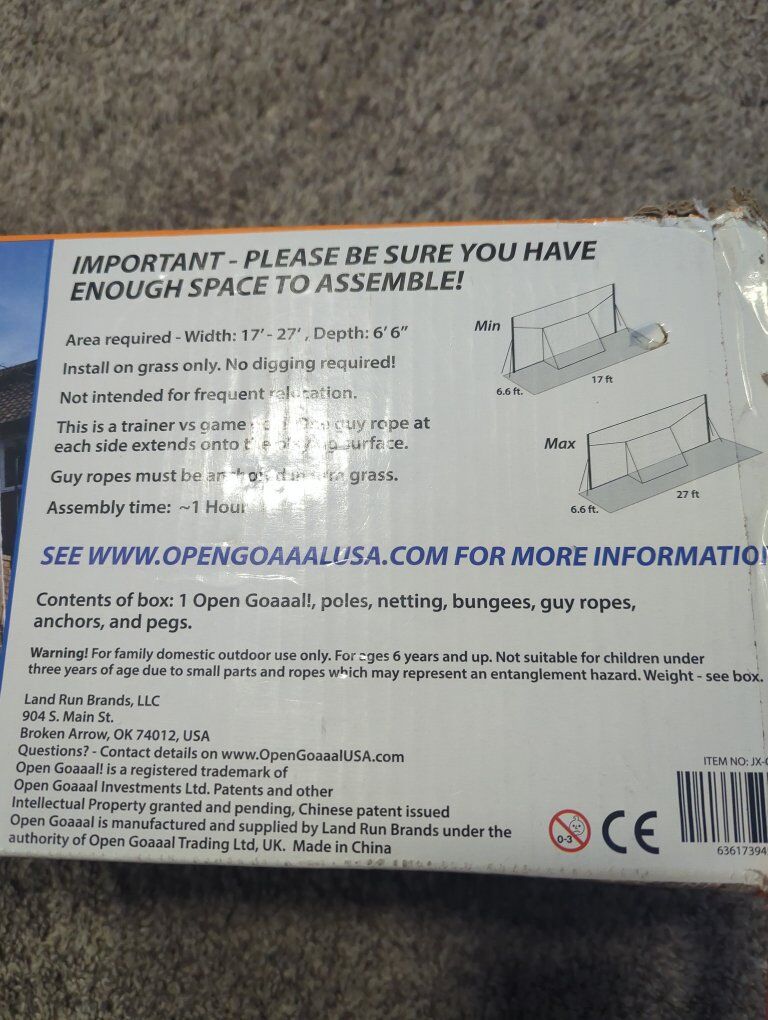 IMPORTANT - PLEASE BE SURE YOU HAVE
ENOUGH SPACE TO ASSEMBLE!
Area required - Width: 17' - 27' , Depth: 6' 6"
Install on grass only. No digging required!
Not intended for frequent relocation.
This is a trainer vs game One guy rope at
each side extends onto the playing surface.
Guy ropes must be anchored grass.
Assembly time: ~1 Hour
Min
6.6 ft.
17 ft
Max
6.6 ft.
27 ft
SEE WWW.OPENGOAAALUSA.COM FOR MORE INFORMATIO
Contents of box: 1 Open Goaaal!, poles, netting, bungees, guy ropes,
anchors, and pegs.
Warning! For family domestic outdoor use only. For ages 6 years and up. Not suitable for children under
three years of age due to small parts and ropes which may represent an entanglement hazard. Weight - see box.
Land Run Brands, LLC
904 S. Main St.
Broken Arrow, OK 74012, USA
Questions? - Contact details on www.OpenGoaaalUSA.com
Open Goaaal! is a registered trademark of
Open Goaaal Investments Ltd. Patents and other
Intellectual Property granted and pending, Chinese patent issued
Open Goaaal is manufactured and supplied by Land Run Brands under the
authority of Open Goaaal Trading Ltd, UK. Made in China
0-3
CE
ITEM NO: JX-
63617394